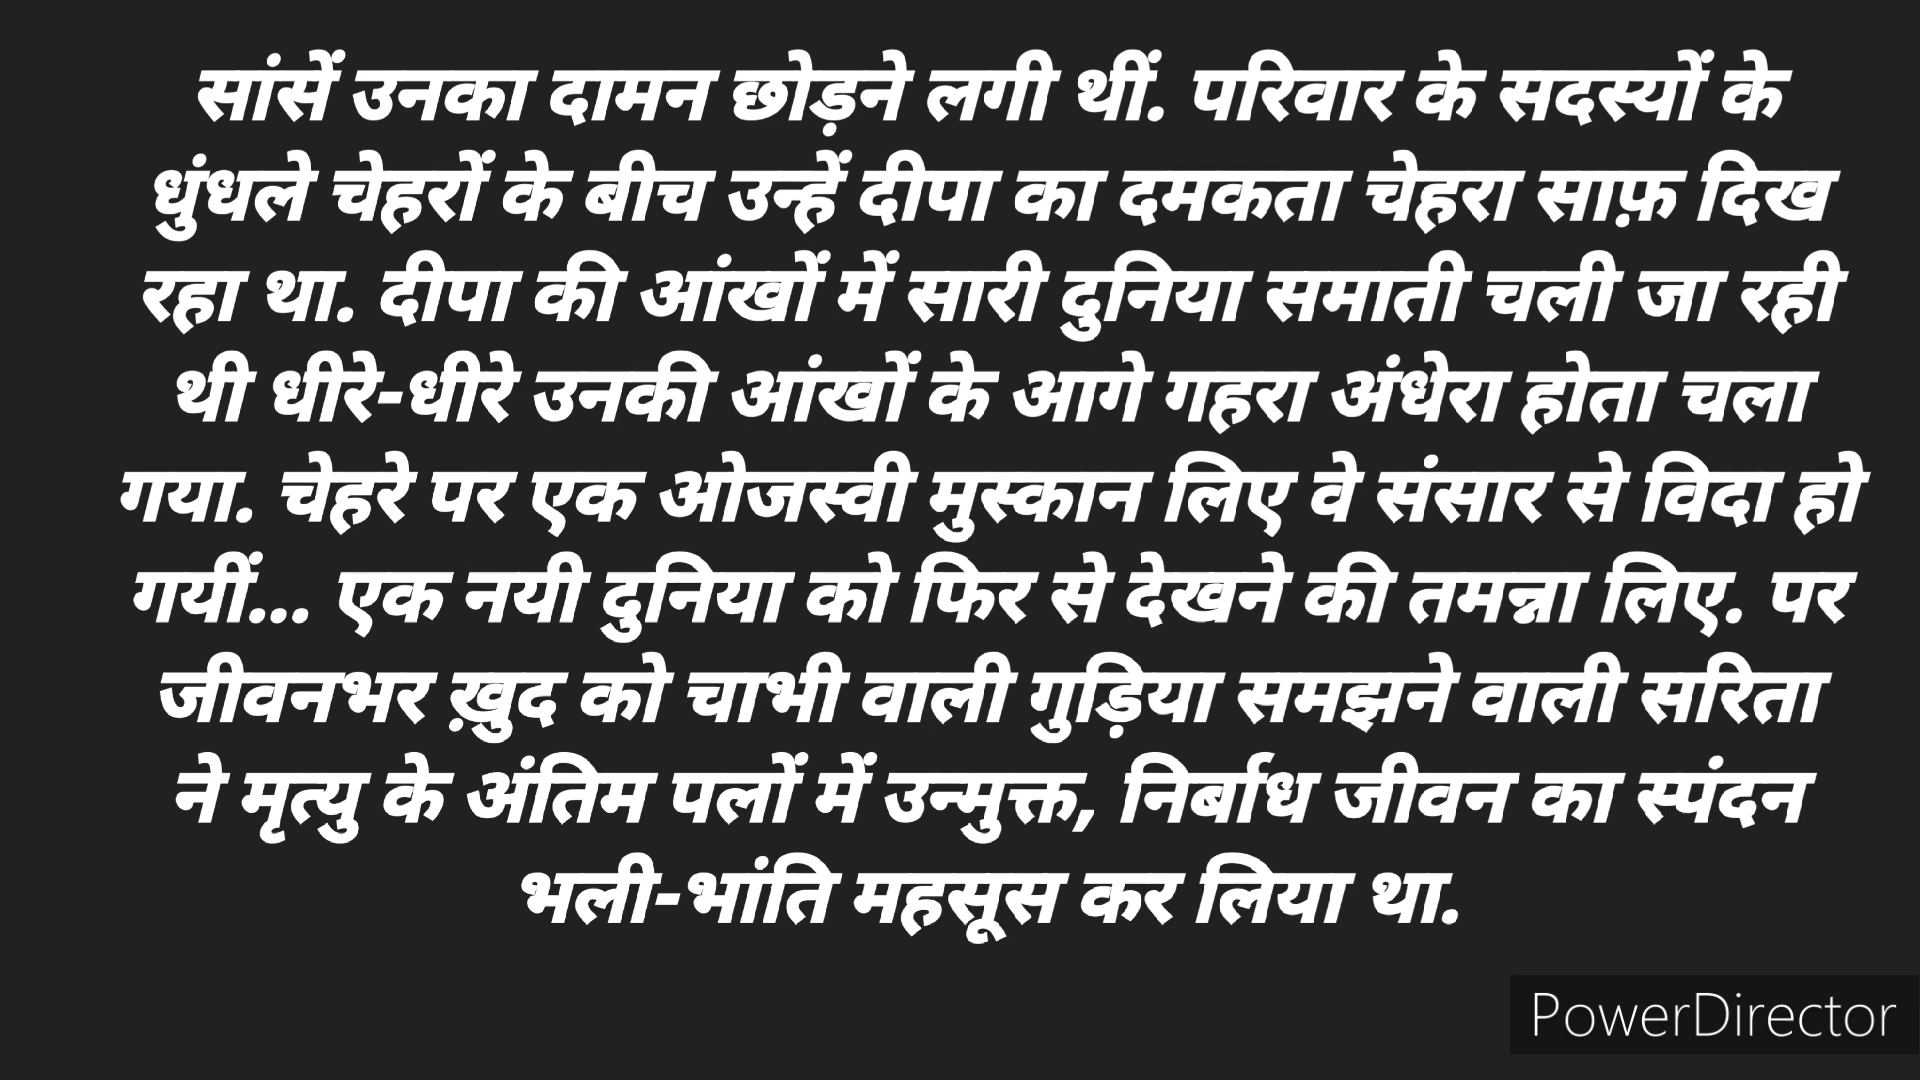 सांसें उनका दामन छोड़ने लगी थीं. परिवार के सदस्यों के
धुंधले चेहरों के बीच उन्हें दीपा का दमकता चेहरा साफ़ दिख
रहा था. दीपा की आंखों में सारी दुनिया समाती चली जा रही
थी धीरे-धीरे उनकी आंखों के आगे गहरा अंधेरा होता चला
गया. चेहरे पर एक ओजस्वी मुस्कान लिए वे संसार से विदा हो
गयीं... एक नयी दुनिया को फिर से देखने की तमन्ना लिए. पर
जीवनभर ख़ुद को चाभी वाली गुड़िया समझने वाली सरिता
ने मृत्यु के अंतिम पलों में उन्मुक्त, निर्बाध जीवन का स्पंदन
भली-भांति महसूस कर लिया था.
PowerDirector